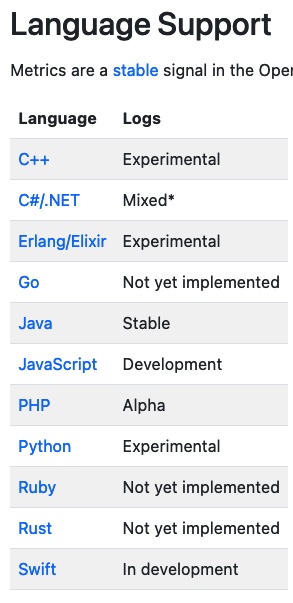 Language Support
Metrics are a stable signal in the
Language Logs
C++ Experimental
C#/.NET Mixed*
Erlang/Elixir Experimental
Go Not yet implemented
Java Stable
JavaScript Development
PHP Alpha
Python Experimental
Ruby Not yet implemented
Rust Not yet implemented
Swift In development